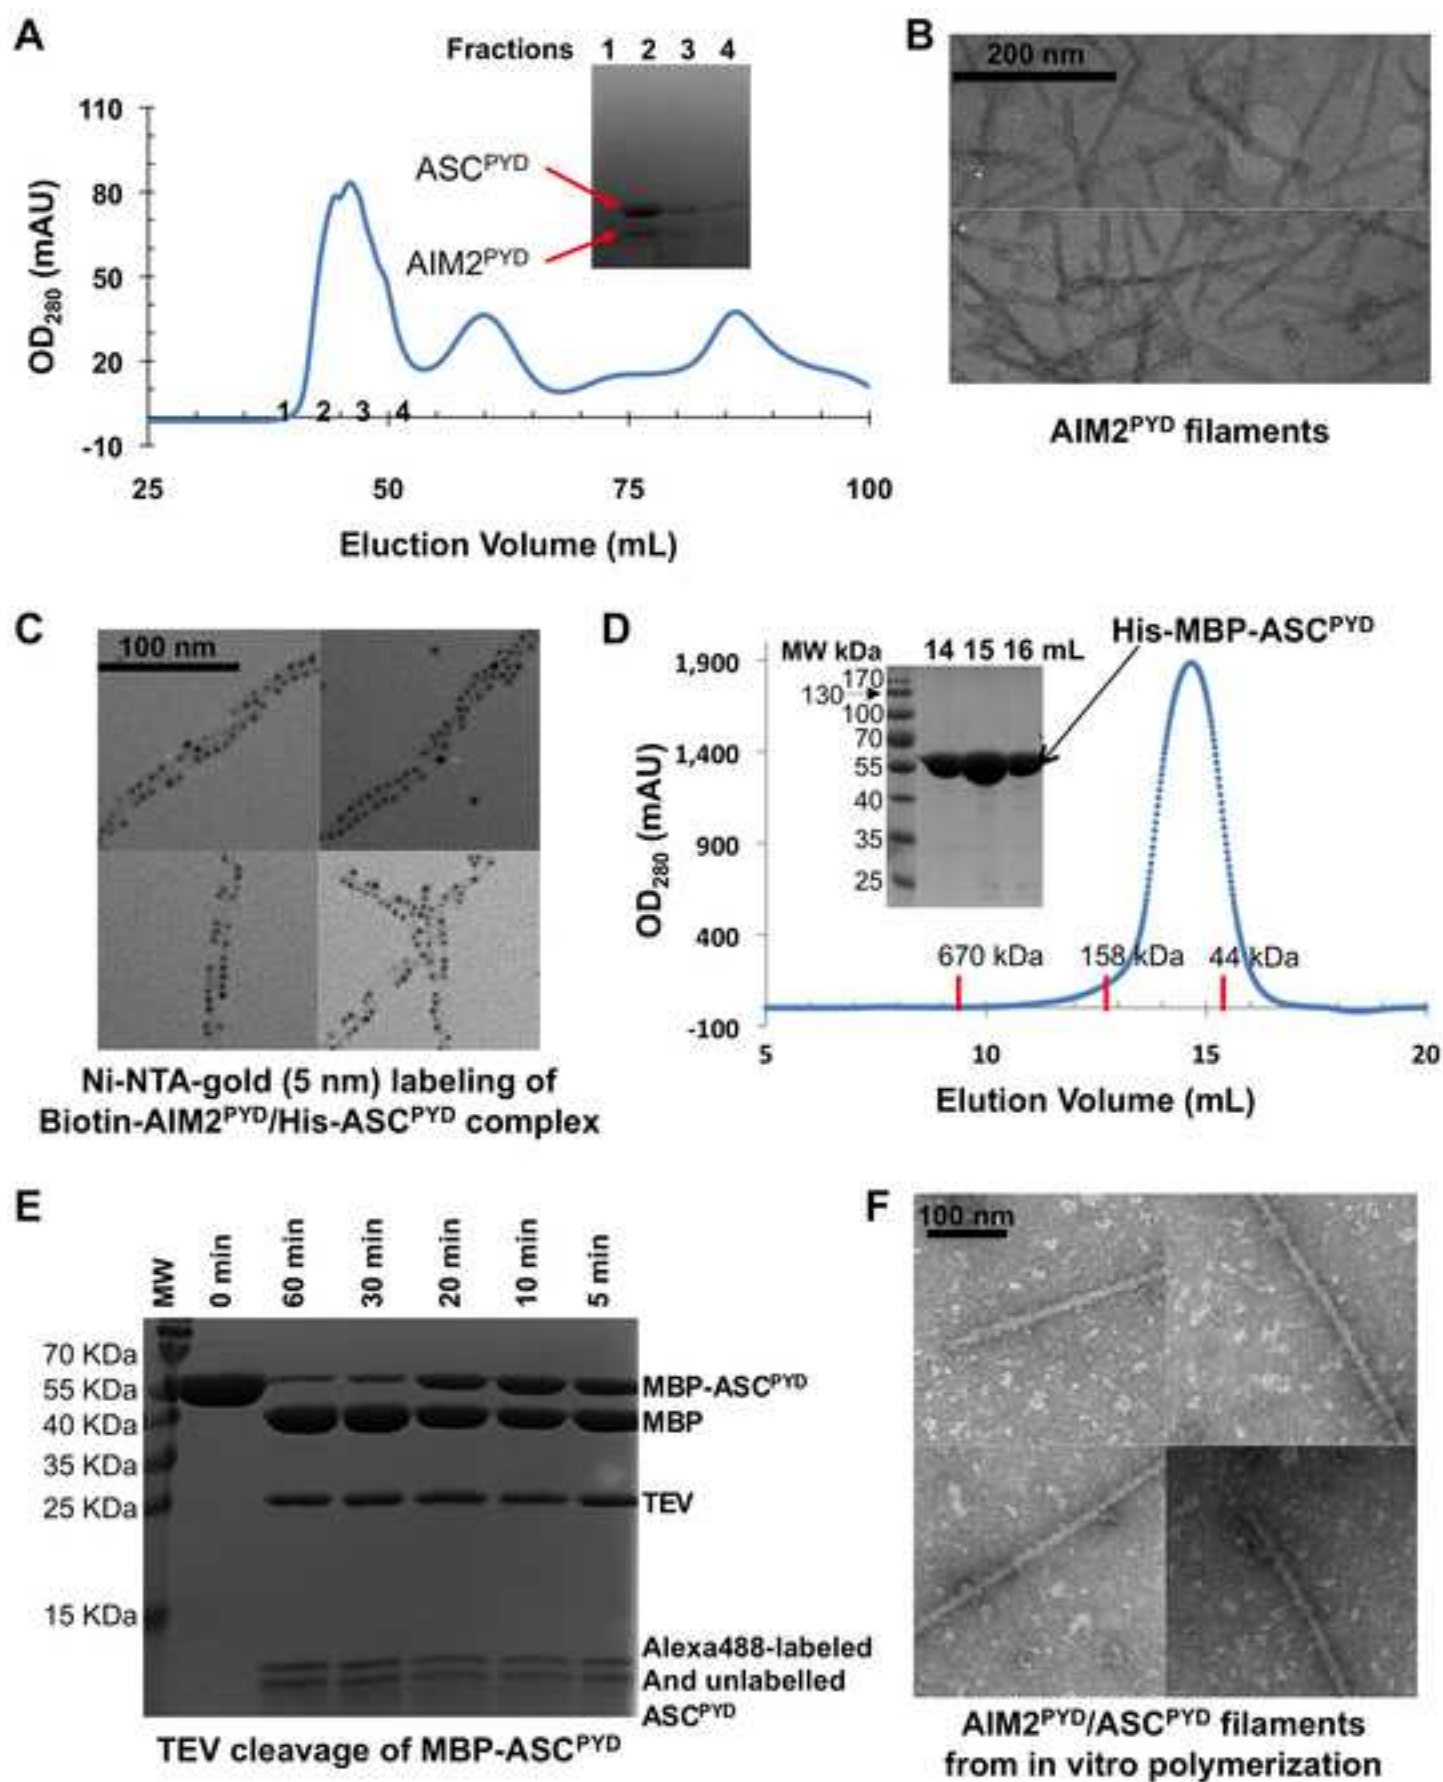 A
Fractions 1 2 3 4
ASCPYD
AIM2PYD
OD280 (mAU)
110
80
50
20
-10
1 2 3 4
25 50 75 100
Eluction Volume (mL)
B
200 nm
AIM2PYD filaments
C
100 nm
Ni-NTA-gold (5 nm) labeling of
Biotin-AIM2PYD/His-ASCPYD complex
D
His-MBP-ASCPYD
MW kDa 14 15 16 mL
170
130
100
70
55
40
35
25
OD280 (mAU)
1,900
1,400
900
400
-100
670 kDa 158 kDa 44 kDa
5 10 15 20
Elution Volume (mL)
E
MW 0 min 60 min 30 min 20 min 10 min 5 min
70 KDa
55 KDa
40 KDa
35 KDa
25 KDa
15 KDa
MBP-ASCPYD
MBP
TEV
Alexa488-labeled
And unlabelled
ASCPYD
TEV cleavage of MBP-ASCPYD
F
100 nm
AIM2PYD/ASCPYD filaments
from in vitro polymerization